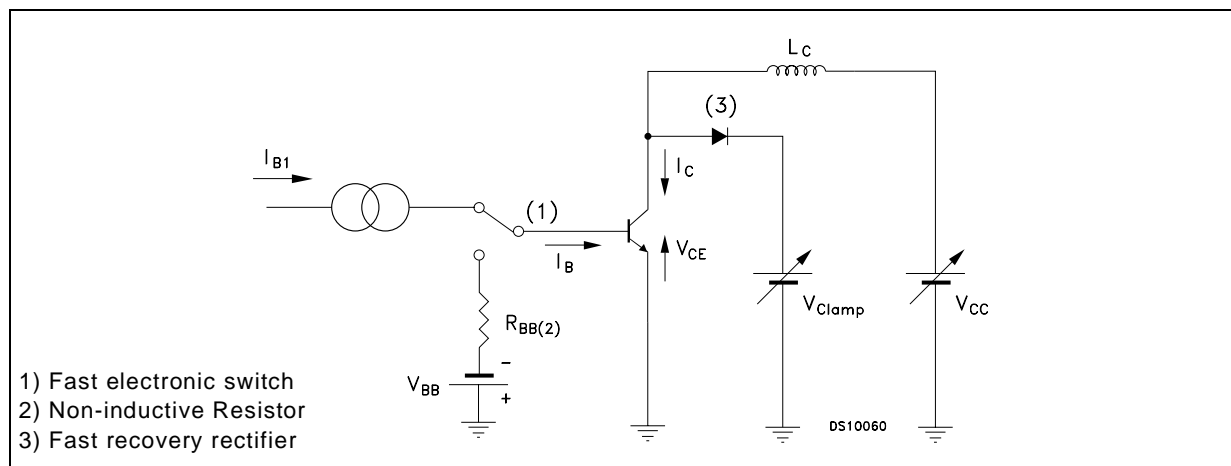 L_C
(3)
I_B1
I_C
(1)
I_B
V_CE
V_Clamp
V_CC
R_BB(2)
-
V_BB
+
1) Fast electronic switch
2) Non-inductive Resistor
3) Fast recovery rectifier
DS10060